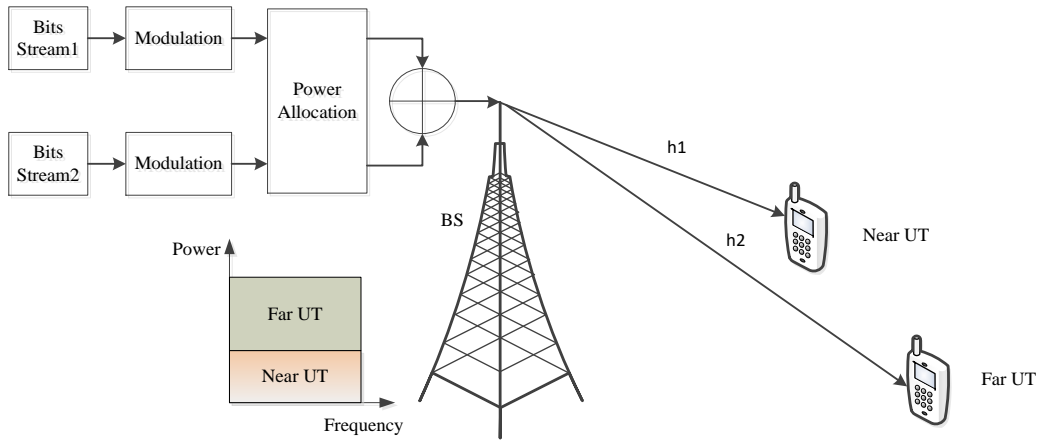 Bits
Stream1
Modulation
Power
Allocation
Bits
Stream2
Modulation
h1
h2
BS
Near UT
Far UT
Power
Far UT
Near UT
Frequency